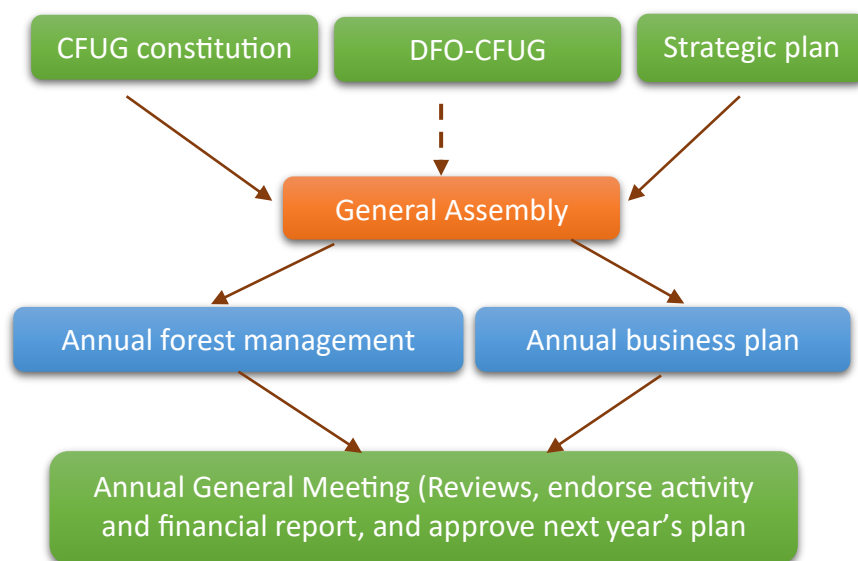 CFUG constitution
DFO-CFUG
Strategic plan
General Assembly
Annual forest management
Annual business plan
Annual General Meeting (Reviews, endorse activity
and financial report, and approve next year’s plan